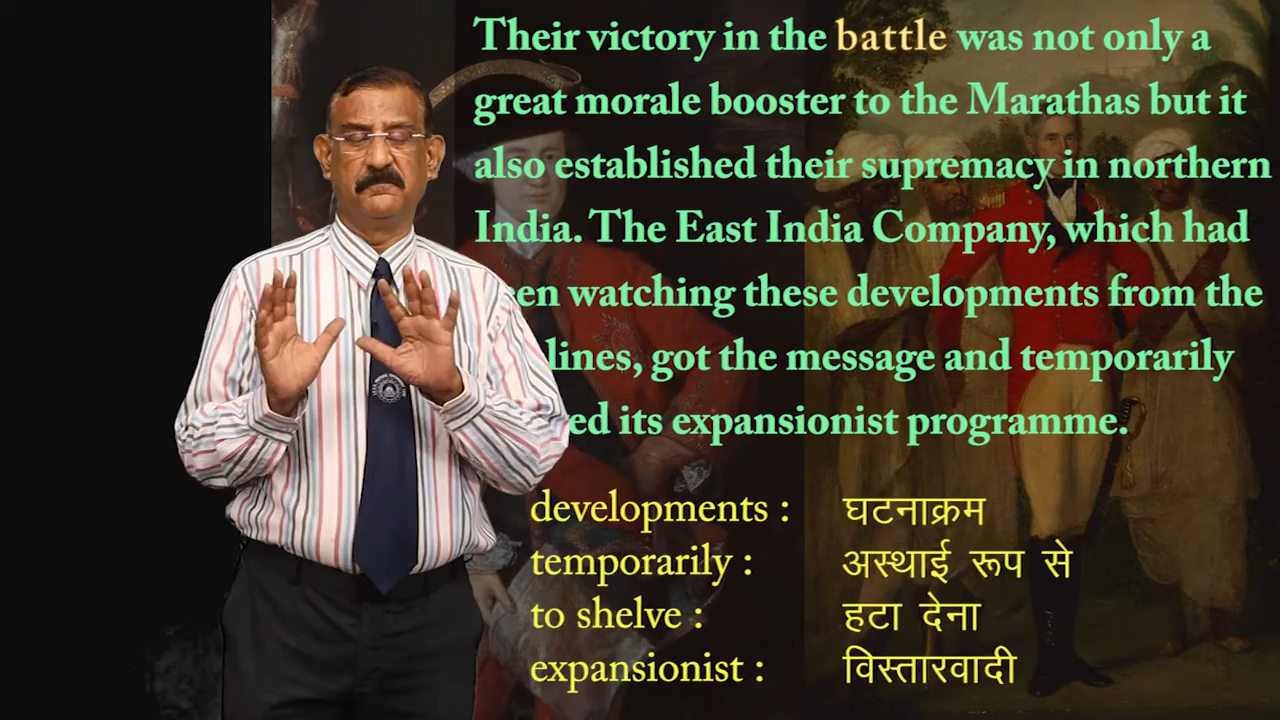 Their victory in the battle was not only a
great morale booster to the Marathas but it
also established their supremacy in northern
India. The East India Company, which had
watching these developments from the
got the message and temporarily
its expansionist programme.
developments : घटनाक्रम
temporarily : अस्थाई रूप से
to shelve : हटा देना
expansionist : विस्तारवादी